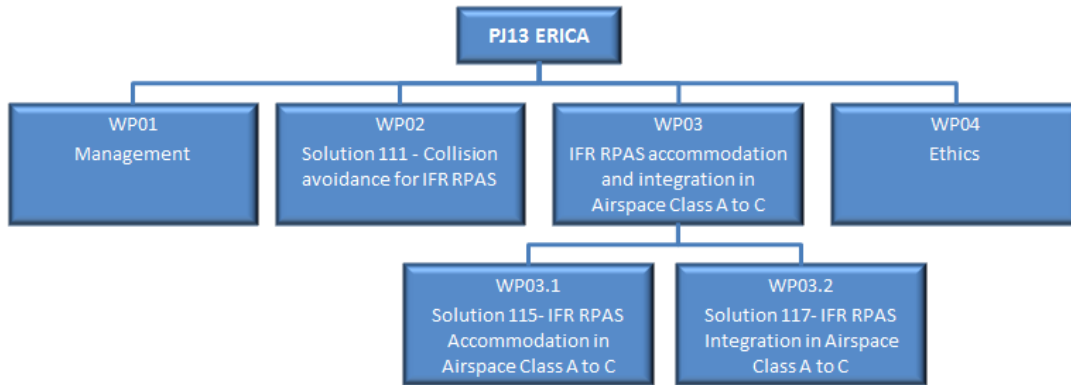 PJ13 ERICA
WP01
Management
WP02
Solution 111 - Collision
avoidance for IFR RPAS
WP03
IFR RPAS accommodation
and integration in
Airspace Class A to C
WP04
Ethics
WP03.1
Solution 115- IFR RPAS
Accommodation in
Airspace Class A to C
WP03.2
Solution 117- IFR RPAS
Integration in Airspace
Class A to C